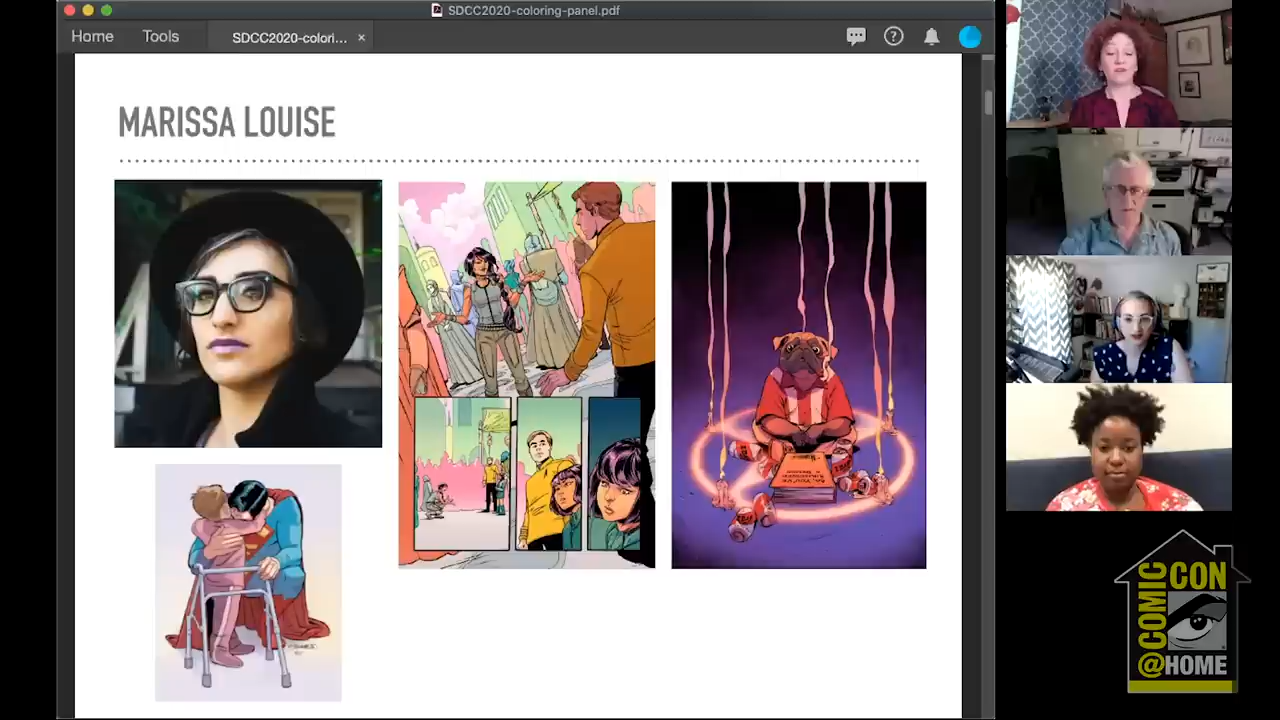 SDCC2020-coloring-panel.pdf
Home
Tools
SDCC2020-colori...
MARISSA LOUISE
COMIC
CON
@HOME